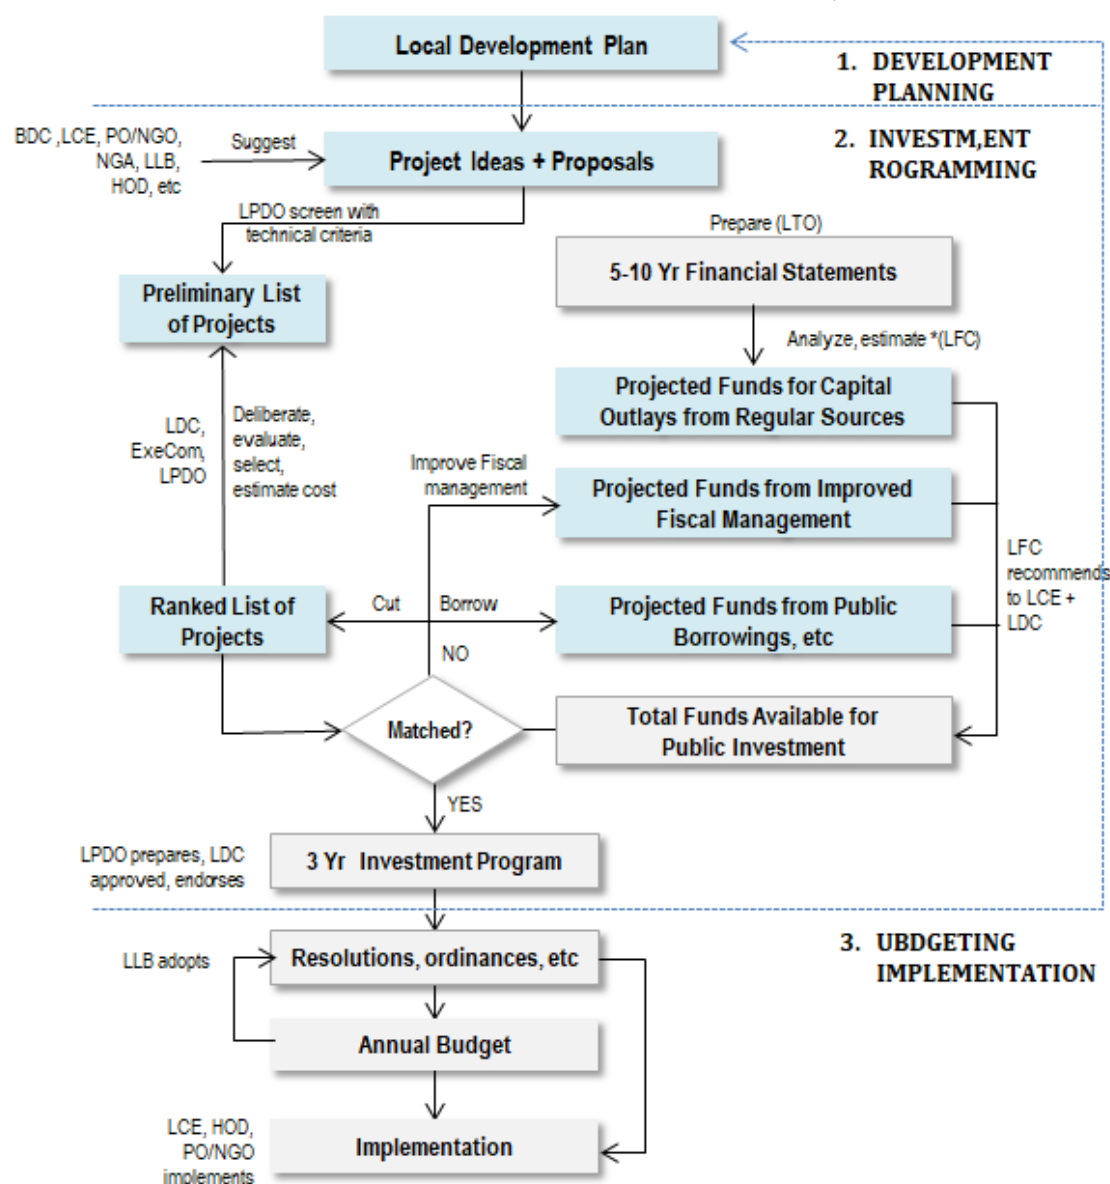 Local Development Plan
1. DEVELOPMENT
PLANNING
BDC ,LCE, PO/NGO,
NGA, LLB,
HOD, etc
Suggest
Project Ideas + Proposals
2. INVESTM,ENT
ROGRAMMING
LPDO screen with
technical criteria
Prepare (LTO)
5-10 Yr Financial Statements
Preliminary List
of Projects
Analyze, estimate *(LFC)
Projected Funds for Capital
Outlays from Regular Sources
LDC,
ExeCom,
LPDO
Deliberate,
evaluate,
select,
estimate cost
Improve Fiscal
management
Projected Funds from Improved
Fiscal Management
LFC
recommends
to LCE +
LDC
Ranked List of
Projects
Cut
Borrow
Projected Funds from Public
Borrowings, etc
NO
Matched?
Total Funds Available for
Public Investment
YES
LPDO prepares, LDC
approved, endorses
3 Yr Investment Program
3. UBDGETING
IMPLEMENTATION
LLB adopts
Resolutions, ordinances, etc
Annual Budget
LCE, HOD,
PO/NGO
implements
Implementation